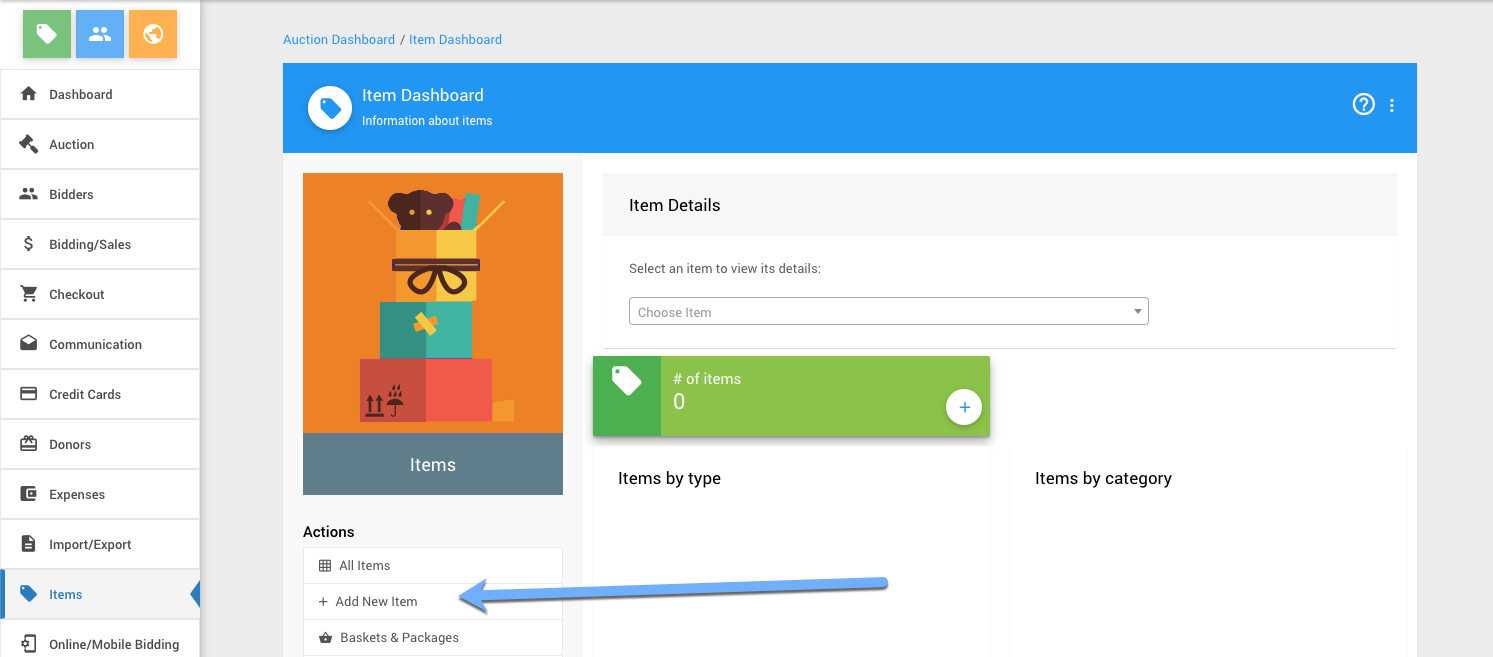 Auction Dashboard / Item Dashboard
Item Dashboard
Information about items
Dashboard
Auction
Bidders
Bidding/Sales
Checkout
Communication
Credit Cards
Donors
Expenses
Import/Export
Items
Online/Mobile Bidding
Items
Actions
All Items
+ Add New Item
Baskets & Packages
Item Details
Select an item to view its details:
Choose Item
# of items
0
+
Items by type
Items by category